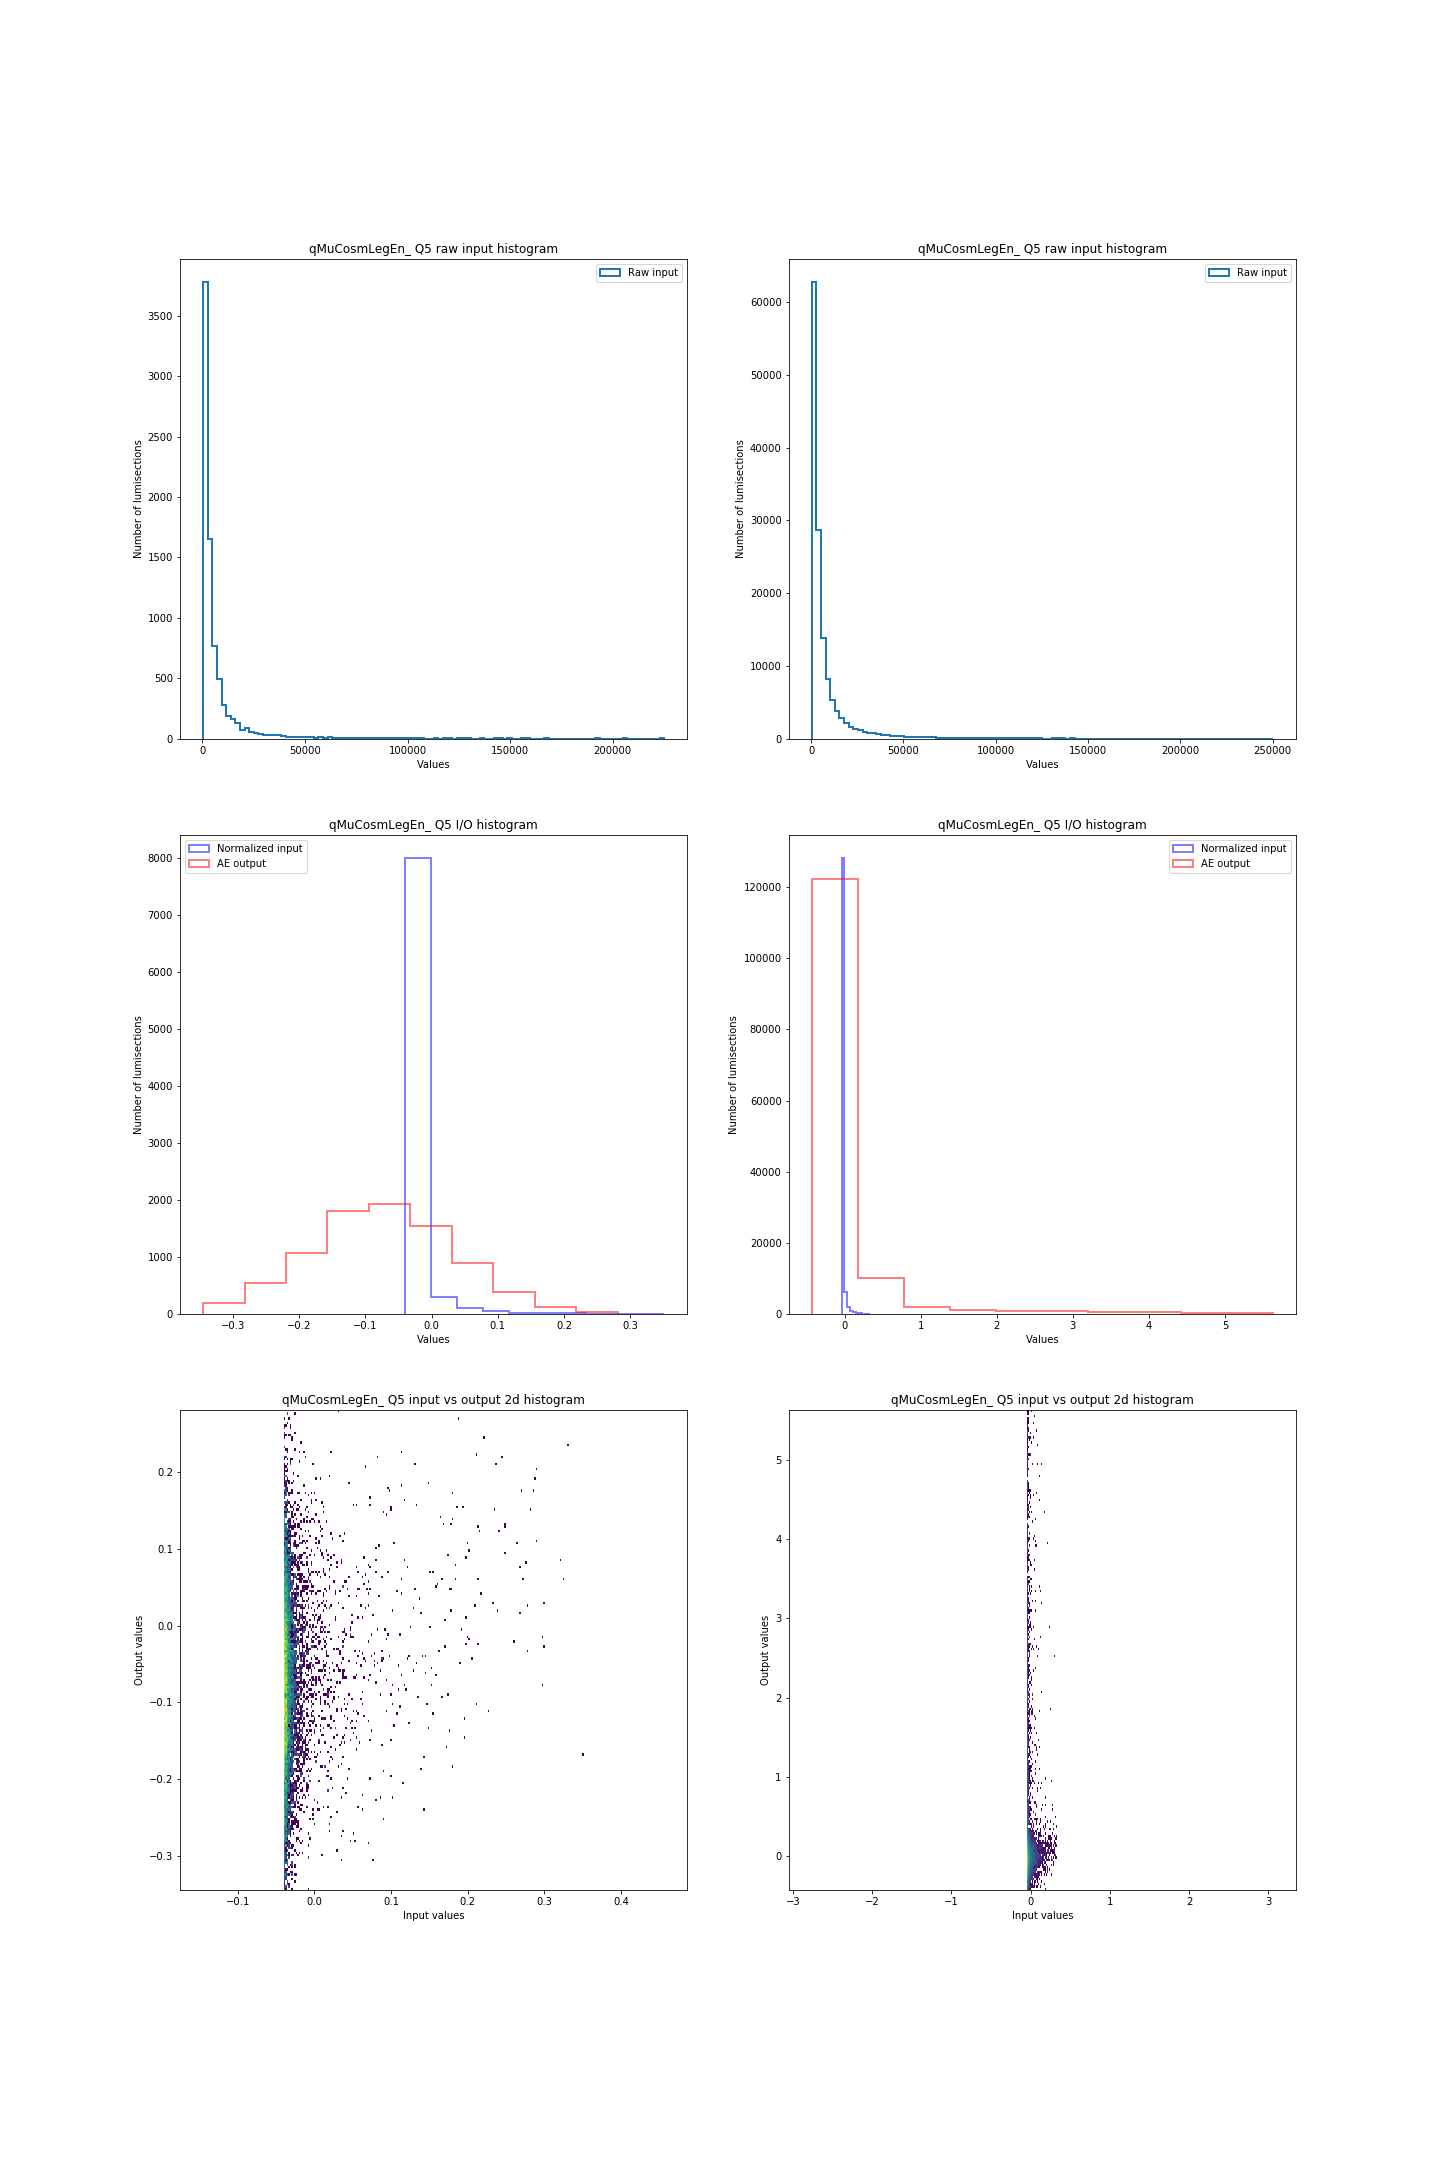 qMuCosmLegEn_ Q5 raw input histogram
Raw input
Number of lumisections
3500
3000
2500
2000
1500
1000
500
0
0 50000 100000 150000 200000
Values
qMuCosmLegEn_ Q5 raw input histogram
Raw input
Number of lumisections
60000
50000
40000
30000
20000
10000
0
0 50000 100000 150000 200000 250000
Values
qMuCosmLegEn_ Q5 I/O histogram
Normalized input
AE output
Number of lumisections
8000
7000
6000
5000
4000
3000
2000
1000
0
−0.3 −0.2 −0.1 0.0 0.1 0.2 0.3
Values
qMuCosmLegEn_ Q5 I/O histogram
Normalized input
AE output
Number of lumisections
120000
100000
80000
60000
40000
20000
0
0 1 2 3 4 5
Values
qMuCosmLegEn_ Q5 input vs output 2d histogram
Output values
0.2
0.1
0.0
−0.1
−0.2
−0.3
−0.1 0.0 0.1 0.2 0.3 0.4
Input values
qMuCosmLegEn_ Q5 input vs output 2d histogram
Output values
5
4
3
2
1
0
−3 −2 −1 0 1 2 3
Input values